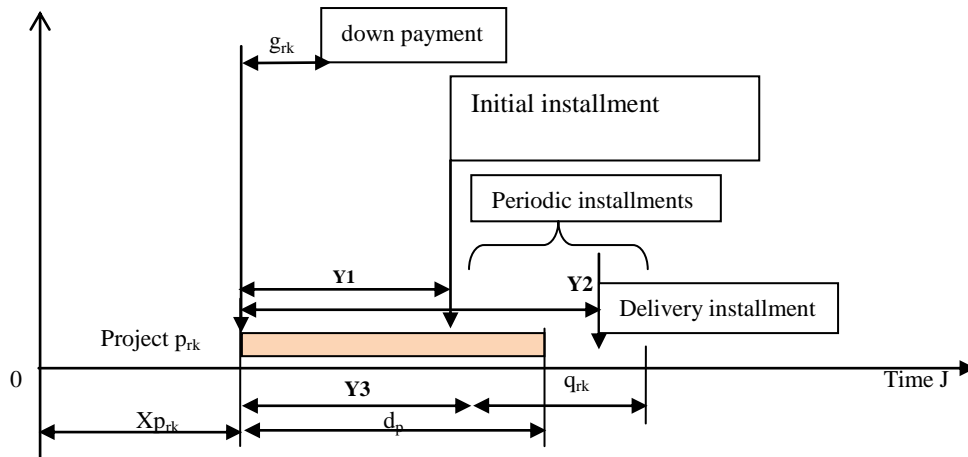 down payment
g_rk
Initial installment
Periodic installments
Y1
Y2
Delivery installment
Project p_rk
0
Time J
Y3
q_rk
Xp_rk
d_p